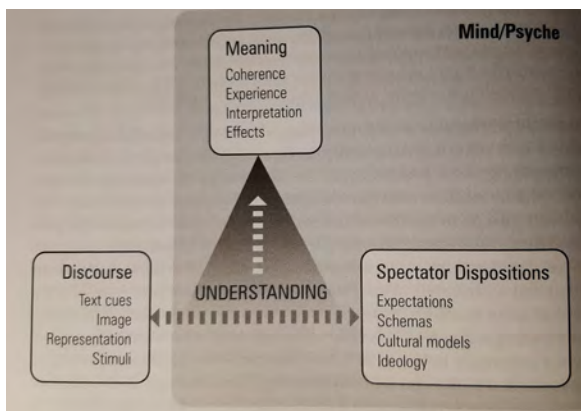 Mind/Psyche
Meaning
Coherence
Experience
Interpretation
Effects
Discourse
Text cues
Image
Representation
Stimuli
UNDERSTANDING
Spectator Dispositions
Expectations
Schemas
Cultural models
Ideology